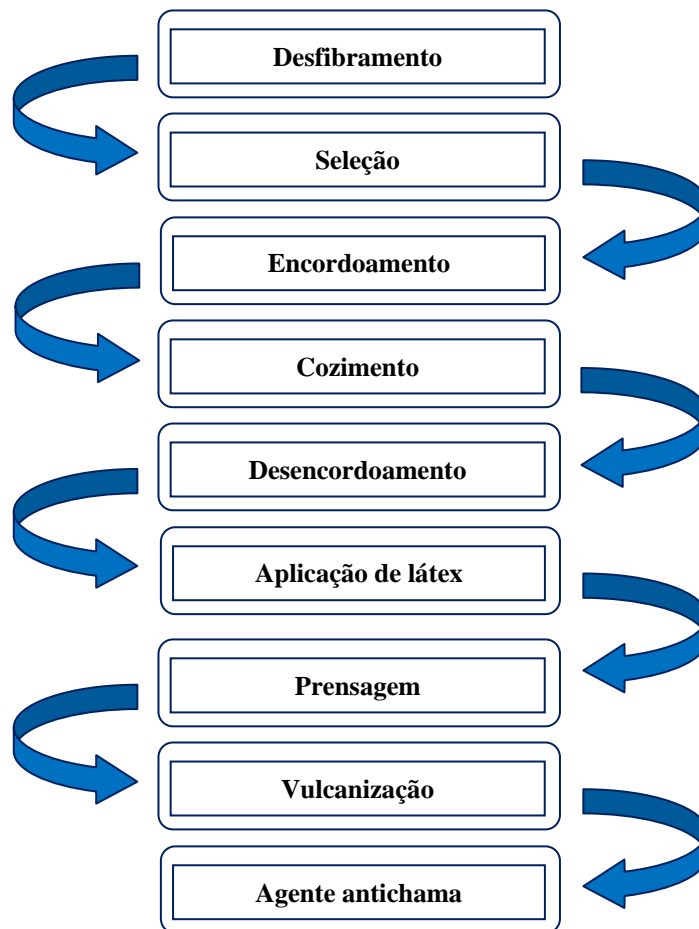 Desfibramento
Seleção
Encordoamento
Cozimento
Desencordoamento
Aplicação de látex
Prensagem
Vulcanização
Agente antichama